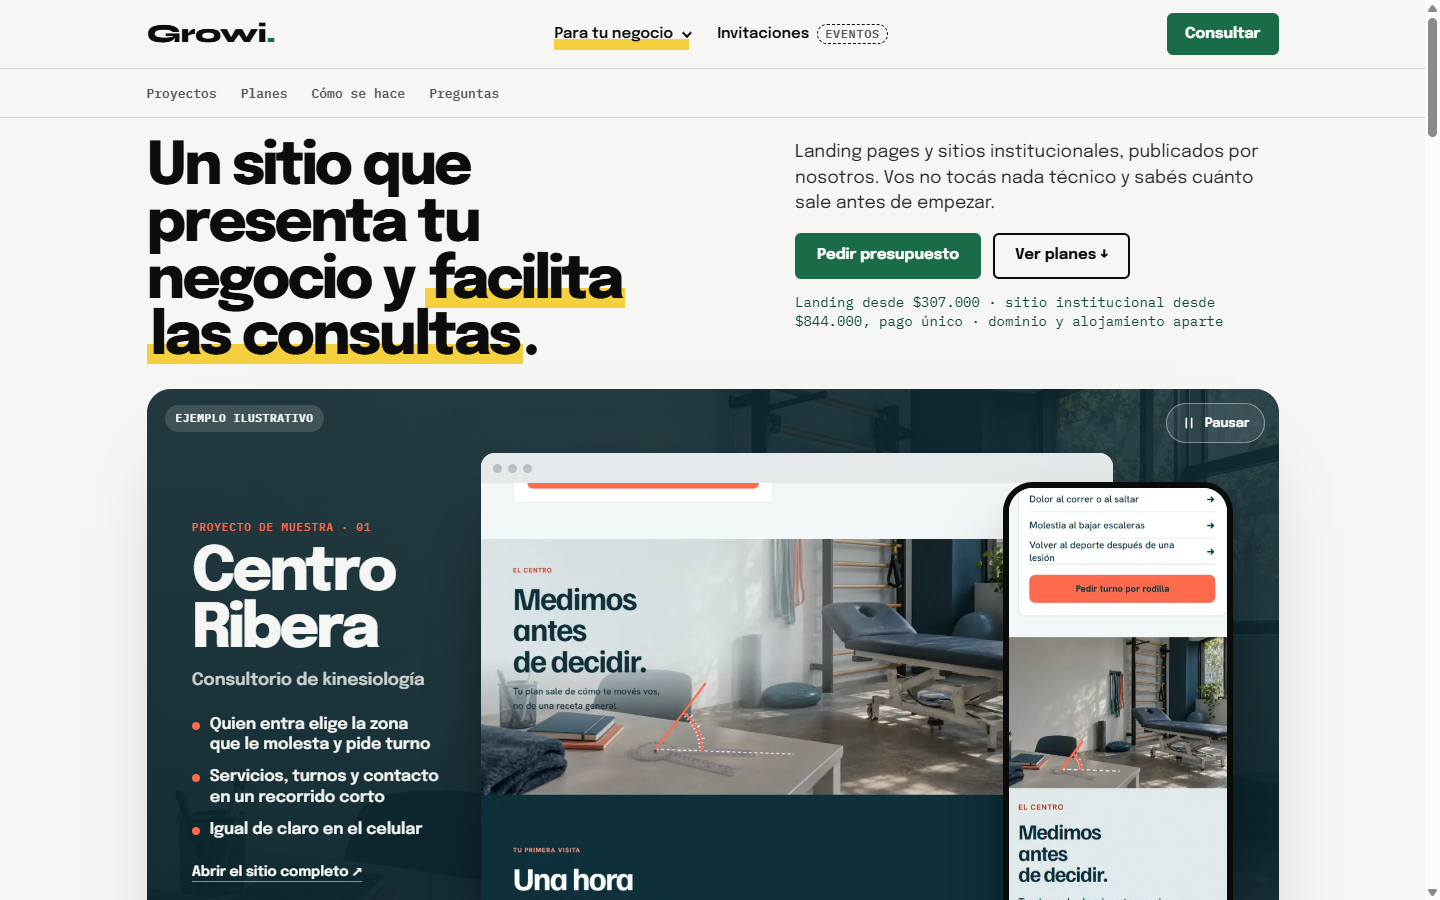 Growi.
Para tu negocio
Invitaciones
EVENTOS
Consultar
Proyectos
Planes
Cómo se hace
Preguntas
Un sitio que
presenta tu
negocio y facilita
las consultas.
Landing pages y sitios institucionales, publicados por
nosotros. Vos no tocás nada técnico y sabés cuánto
sale antes de empezar.
Pedir presupuesto
Ver planes ↓
Landing desde $307.000 · sitio institucional desde
$844.000, pago único · dominio y alojamiento aparte
EJEMPLO ILUSTRATIVO
Pausar
PROYECTO DE MUESTRA · 01
Centro
Ribera
Consultorio de kinesiología
Quien entra elige la zona
que le molesta y pide turno
Servicios, turnos y contacto
en un recorrido corto
Igual de claro en el celular
Abrir el sitio completo ↗
EL CENTRO
Medimos
antes
de decidir.
Tu plan sale de cómo te movés vos,
no de una receta general.
TU PRIMERA VISITA
Una hora
Dolor al correr o al saltar →
Molestia al bajar escaleras →
Volver al deporte después de una
lesión →
Pedir turno por rodilla
EL CENTRO
Medimos
antes
de decidir.